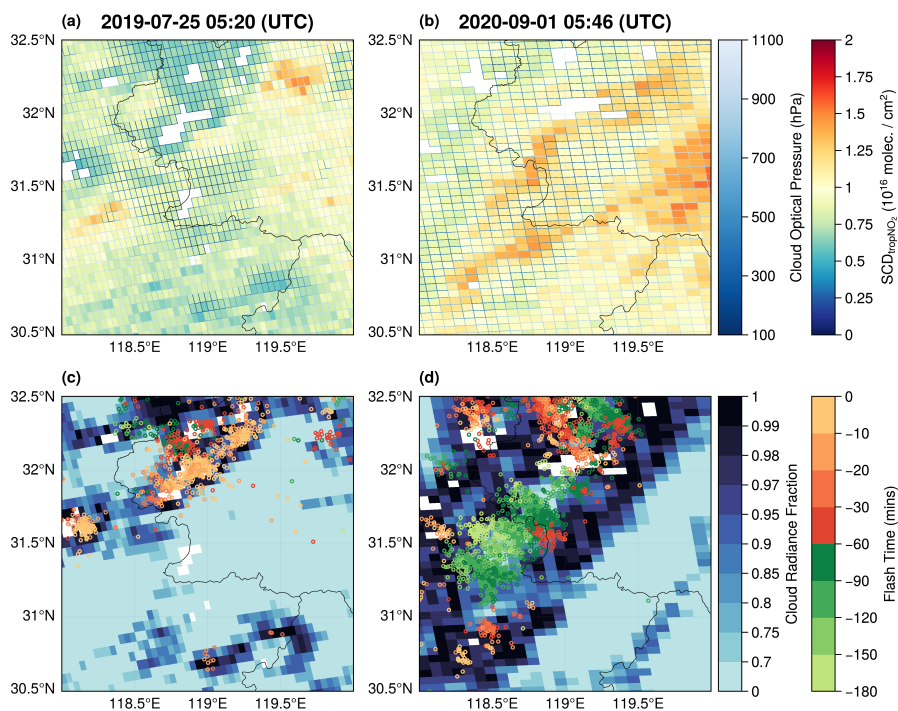 (a) 2019-07-25 05:20 (UTC)
(b) 2020-09-01 05:46 (UTC)
32.5°N
32°N
31.5°N
31°N
30.5°N
118.5°E 119°E 119.5°E
32.5°N
32°N
31.5°N
31°N
30.5°N
118.5°E 119°E 119.5°E
1100
900
700
500
300
100
Cloud Optical Pressure (hPa)
2
1.75
1.5
1.25
1
0.75
0.5
0.25
0
SCDtropNO₂ (10¹⁶ molec. / cm²)
(c)
(d)
32.5°N
32°N
31.5°N
31°N
30.5°N
118.5°E 119°E 119.5°E
32.5°N
32°N
31.5°N
31°N
30.5°N
118.5°E 119°E 119.5°E
1
0.99
0.98
0.97
0.95
0.9
0.85
0.8
0.75
0.7
0
Cloud Radiance Fraction
0
−10
−20
−30
−60
−90
−120
−150
−180
Flash Time (mins)